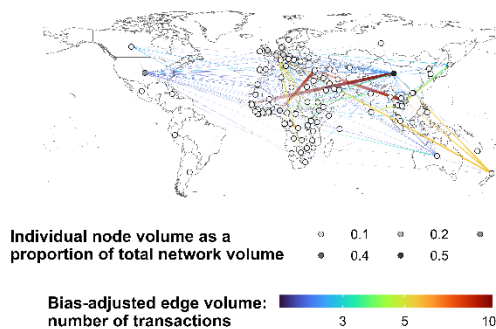 Individual node volume as a
proportion of total network volume
0.1 0.2
0.4 0.5
Bias-adjusted edge volume:
number of transactions
3 5 10